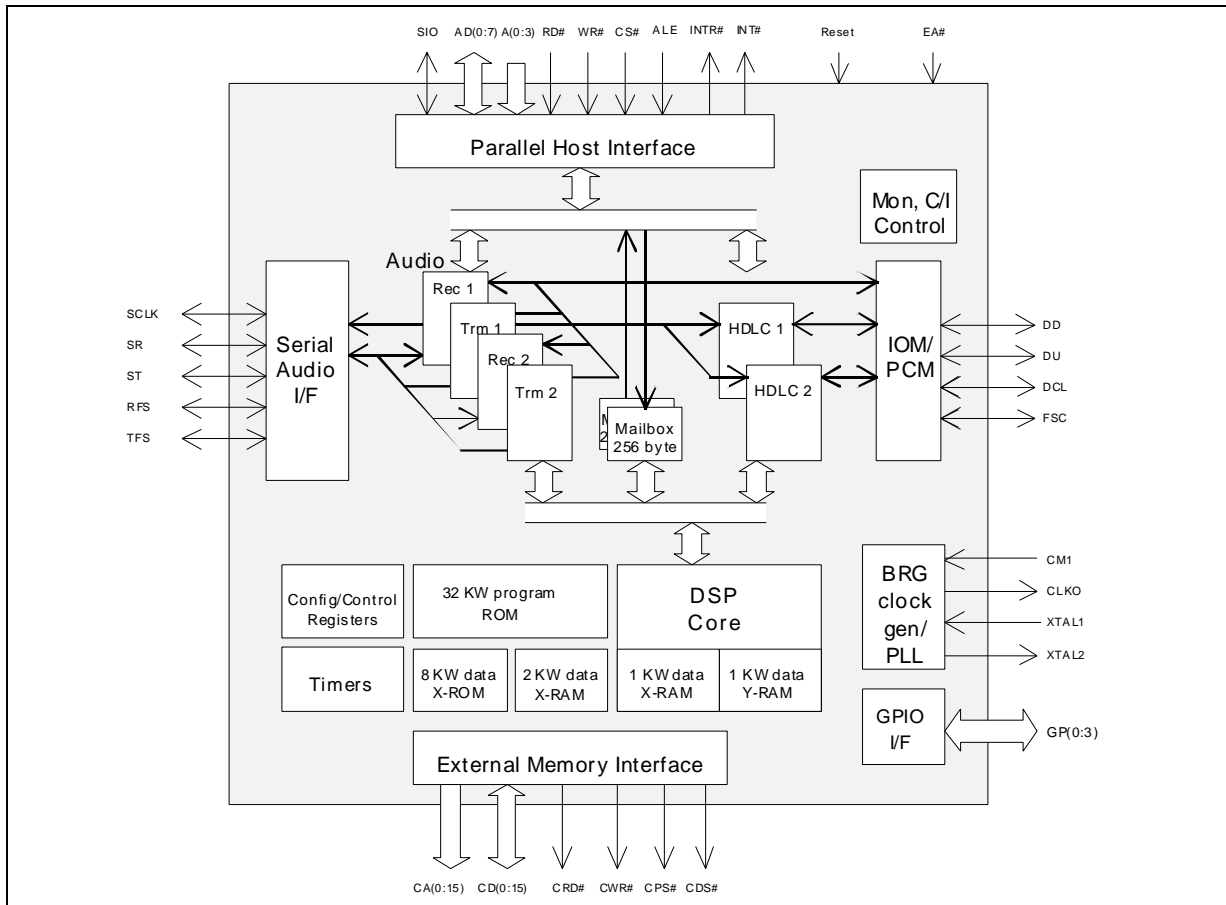 SIO
AD(0:7)
A(0:3)
RD#
WR#
CS#
ALE
INTR#
INT#
Reset
EA#
Parallel Host Interface
Mon, C/I
Control
Audio
Rec 1
Trm 1
Rec 2
Trm 2
SCLK
SR
ST
RFS
TFS
Serial
Audio
I/F
HDLC 1
HDLC 2
M
2
Mailbox
256 byte
IOM/
PCM
DD
DU
DCL
FSC
Config/Control
Registers
32 KW program
ROM
DSP
Core
BRG
clock
gen/
PLL
CM1
CLKO
XTAL1
XTAL2
Timers
8 KW data
X-ROM
2 KW data
X-RAM
1 KW data
X-RAM
1 KW data
Y-RAM
GPIO
I/F
GP(0:3)
External Memory Interface
CA(0:15)
CD(0:15)
CRD#
CWR#
CPS#
CDS#